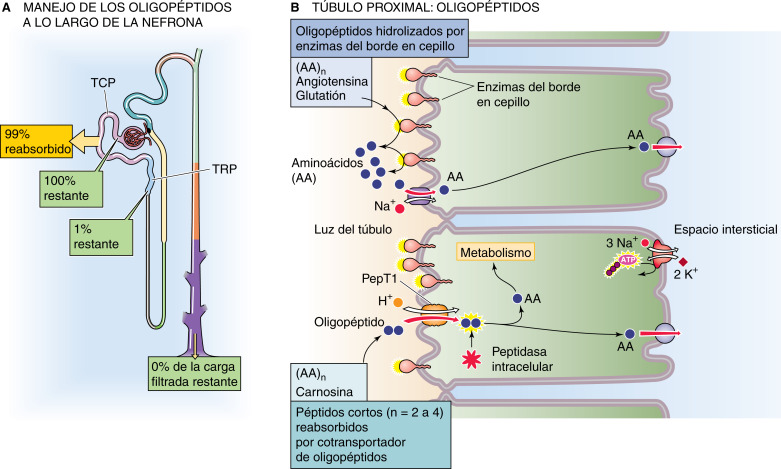 A MANEJO DE LOS OLIGOPÉPTIDOS
A LO LARGO DE LA NEFRONA
TCP
99%
reabsorbido
100%
restante
TRP
1%
restante
0% de la carga
filtrada restante
B TÚBULO PROXIMAL: OLIGOPÉPTIDOS
Oligopéptidos hidrolizados por
enzimas del borde en cepillo
(AA)n
Angiotensina
Glutatión
Enzimas del borde
en cepillo
Aminoácidos
(AA)
AA
AA
Na+
Luz del túbulo
Espacio intersticial
3 Na+
ATP
2 K+
Metabolismo
PepT1
H+
AA
Oligopéptido
AA
Peptidasa
intracelular
(AA)n
Carnosina
Péptidos cortos (n = 2 a 4)
reabsorbidos
por cotransportador
de oligopéptidos